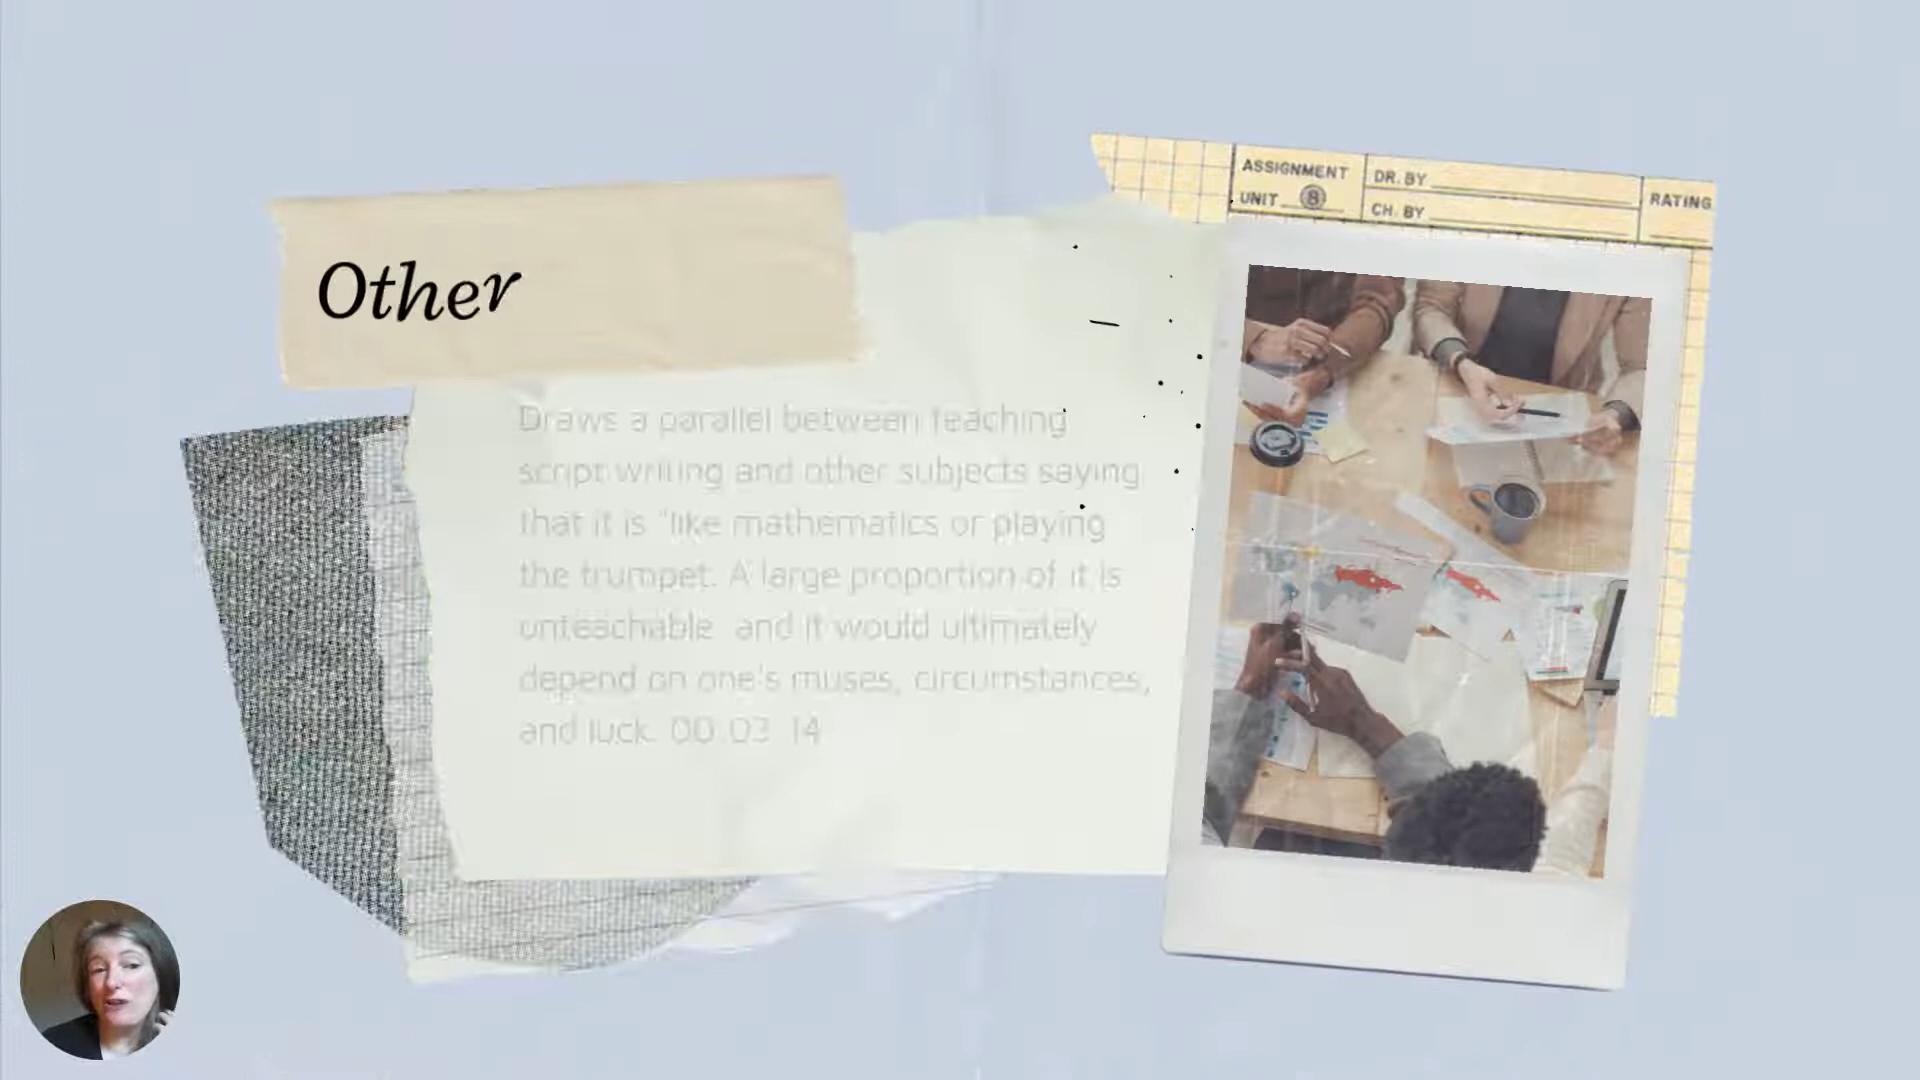 Other
ASSIGNMENT
UNIT 8
DR. BY
CH. BY
RATING
Draws a parallel between teaching
script writing and other subjects saying
that it is "like mathematics or playing
the trumpet. A large proportion of it is
unteachable and it would ultimately
depend on one's muses, circumstances,
and luck. 00 03 14